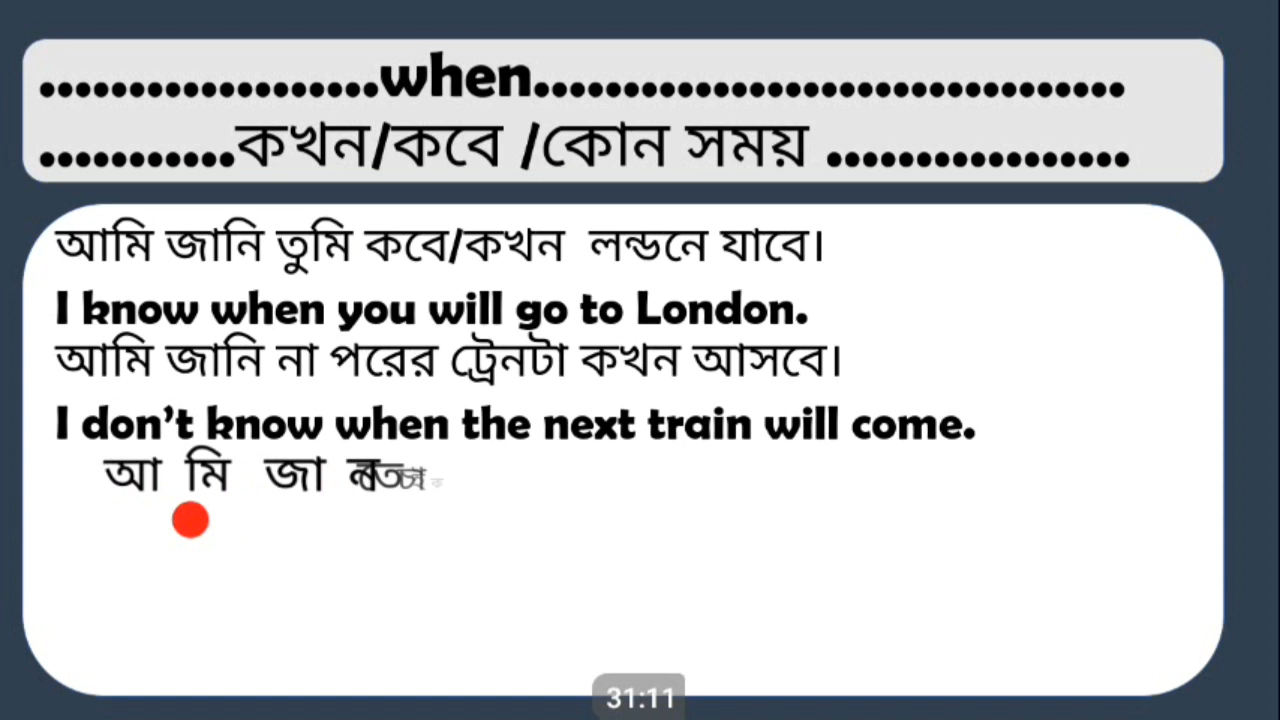 ..................when................................
...........কখন/কবে /কোন সময় .................
আমি জানি তুমি কবে/কখন লন্ডনে যাবে।
I know when you will go to London.
আমি জানি না পরের ট্রেনটা কখন আসবে।
I don’t know when the next train will come.
আ মি জা
31:11